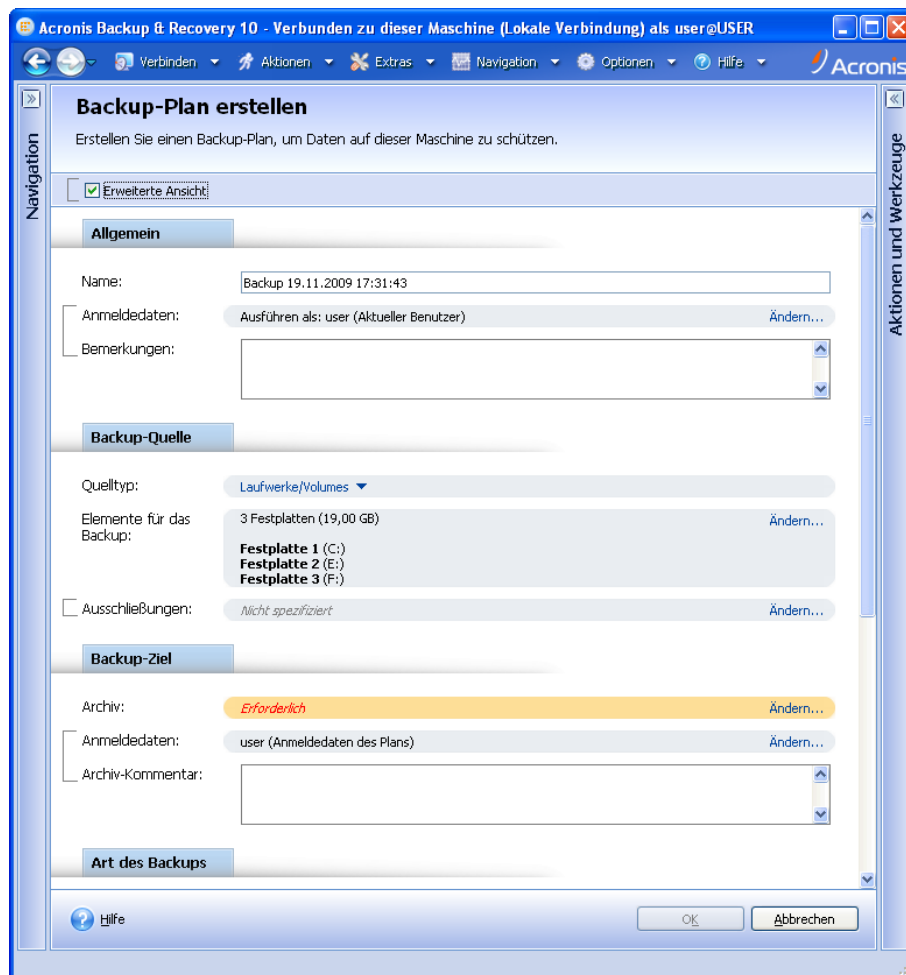 Acronis Backup & Recovery 10 - Verbunden zu dieser Maschine (Lokale Verbindung) als user@USER
Verbinden Aktionen Extras Navigation Optionen Hilfe Acronis
Navigation
Backup-Plan erstellen
Erstellen Sie einen Backup-Plan, um Daten auf dieser Maschine zu schützen.
Erweiterte Ansicht
Aktionen und Werkzeuge
Allgemein
Name: Backup 19.11.2009 17:31:43
Anmeldedaten: Ausführen als: user (Aktueller Benutzer) Ändern...
Bemerkungen:
Backup-Quelle
Quelltyp: Laufwerke/Volumes
Elemente für das Backup: 3 Festplatten (19,00 GB) Ändern...
Festplatte 1 (C:)
Festplatte 2 (E:)
Festplatte 3 (F:)
Ausschließungen: Nicht spezifiziert Ändern...
Backup-Ziel
Archiv: Erforderlich Ändern...
Anmeldedaten: user (Anmeldedaten des Plans) Ändern...
Archiv-Kommentar:
Art des Backups
Hilfe OK Abbrechen